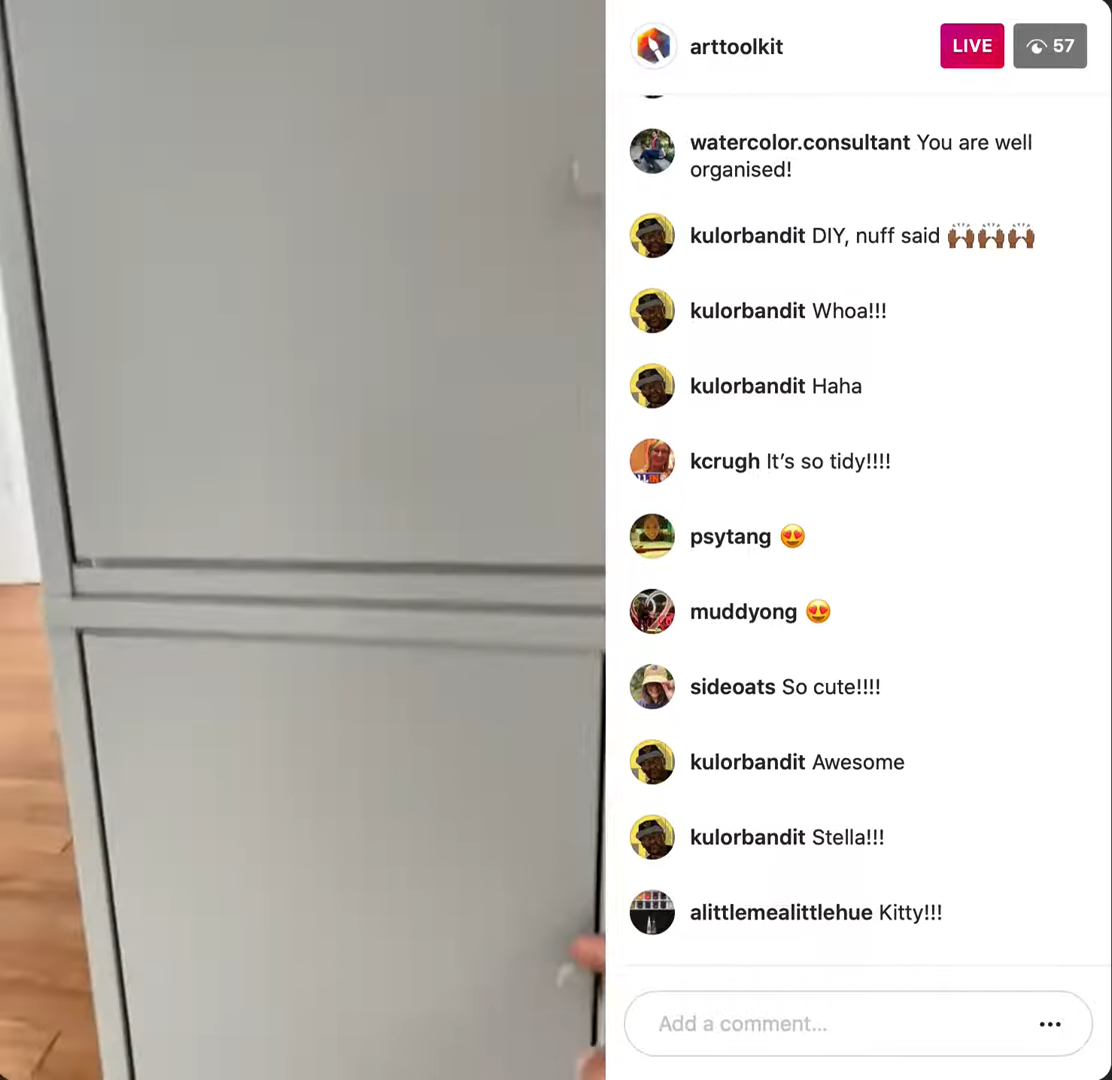 arttoolkit
LIVE
57
watercolor.consultant You are well
organised!
kulorbandit DIY, nuff said 🙌🏾🙌🏾🙌🏾
kulorbandit Whoa!!!
kulorbandit Haha
kcrugh It’s so tidy!!!!
psytang 😍
muddyong 😍
sideoats So cute!!!!
kulorbandit Awesome
kulorbandit Stella!!!
alittlemealittlehue Kitty!!!
Add a comment...